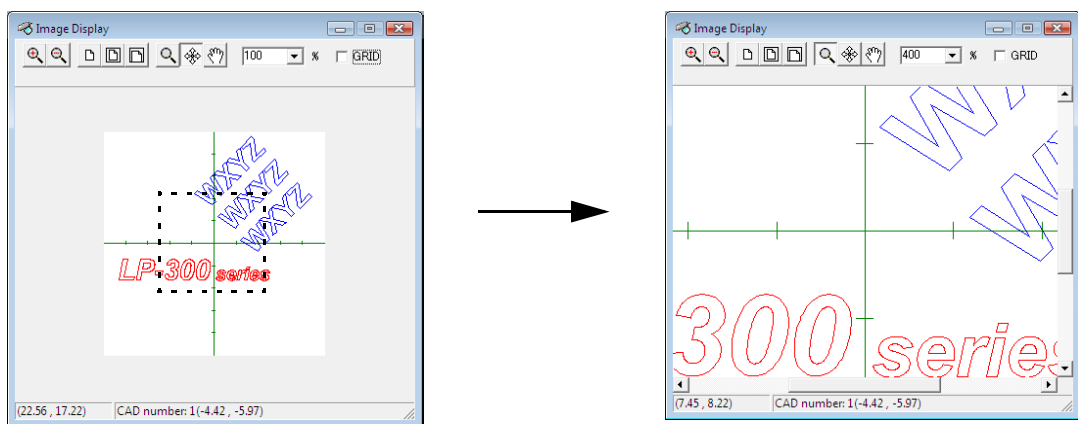 Image Display
100 % GRID
WXYZ
WXYZ
WXYZ
LP-300 series
(22.56 , 17.22) CAD number: 1(-4.42 , -5.97)
Image Display
400 % GRID
WX
W
300 series
(7.45 , 8.22) CAD number: 1(-4.42 , -5.97)